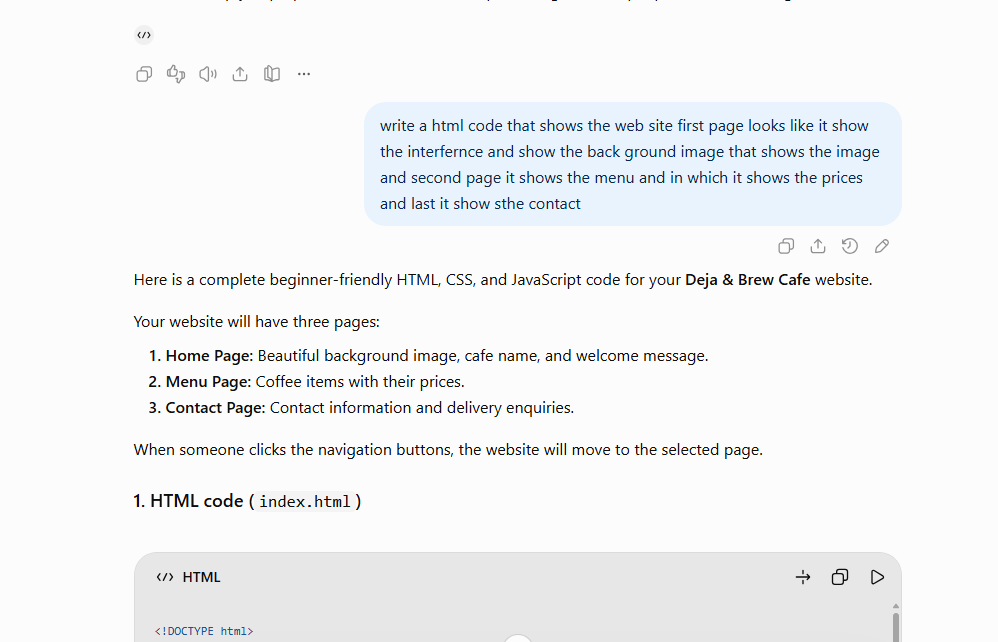 write a html code that shows the web site first page looks like it show
the interfernce and show the back ground image that shows the image
and second page it shows the menu and in which it shows the prices
and last it show sthe contact
Here is a complete beginner-friendly HTML, CSS, and JavaScript code for your Deja & Brew Cafe website.
Your website will have three pages:
1. Home Page: Beautiful background image, cafe name, and welcome message.
2. Menu Page: Coffee items with their prices.
3. Contact Page: Contact information and delivery enquiries.
When someone clicks the navigation buttons, the website will move to the selected page.
1. HTML code (index.html)
</> HTML
<!DOCTYPE html>